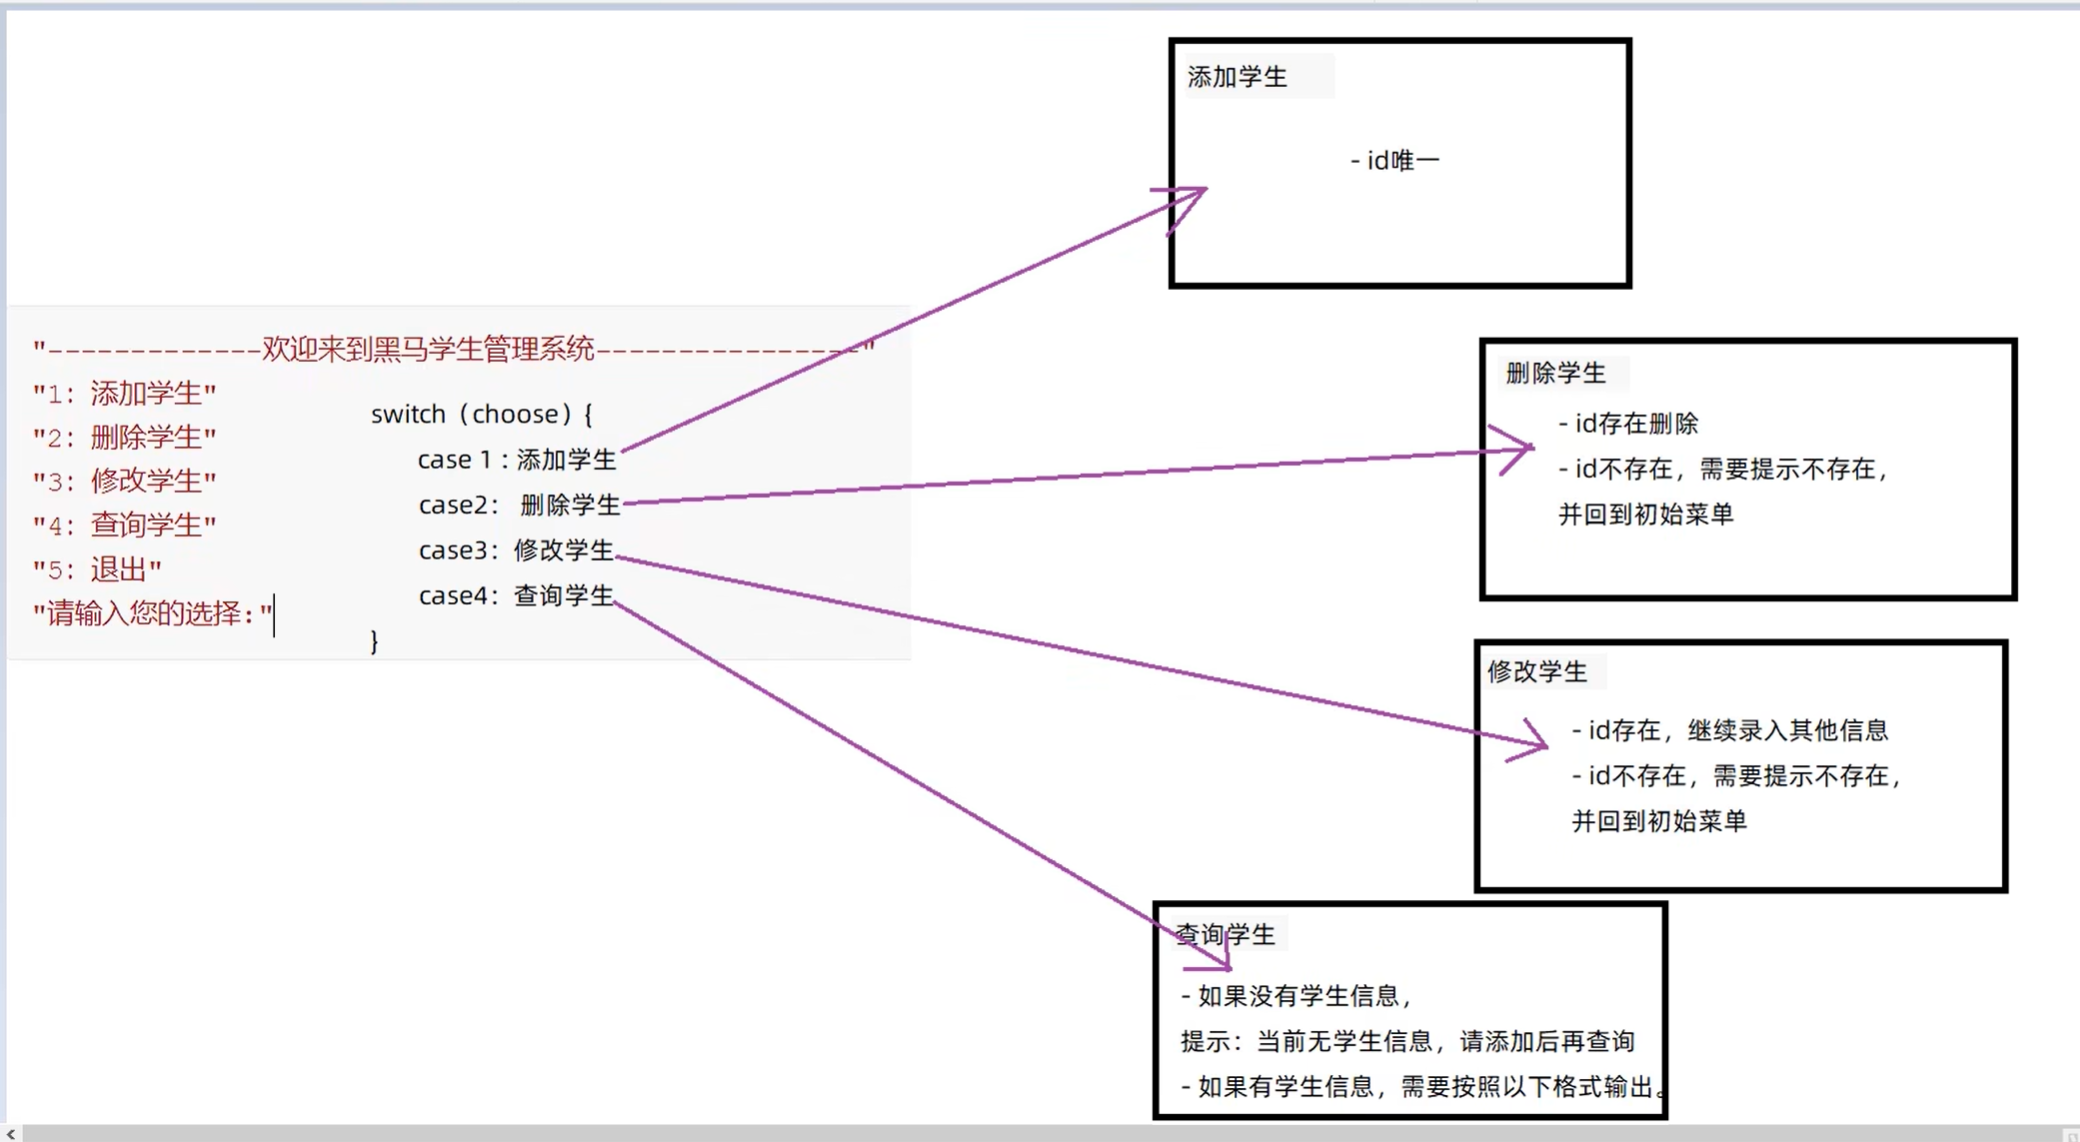 "-------------欢迎来到黑马学生管理系统----------------"
"1: 添加学生"
"2: 删除学生"
"3: 修改学生"
"4: 查询学生"
"5: 退出"
"请输入您的选择:"
switch（choose）{
case 1：添加学生
case2： 删除学生
case3：修改学生
case4：查询学生
}
添加学生
- id唯一
删除学生
- id存在删除
- id不存在，需要提示不存在，
并回到初始菜单
修改学生
- id存在，继续录入其他信息
- id不存在，需要提示不存在，
并回到初始菜单
查询学生
- 如果没有学生信息，
提示：当前无学生信息，请添加后再查询
- 如果有学生信息，需要按照以下格式输出。